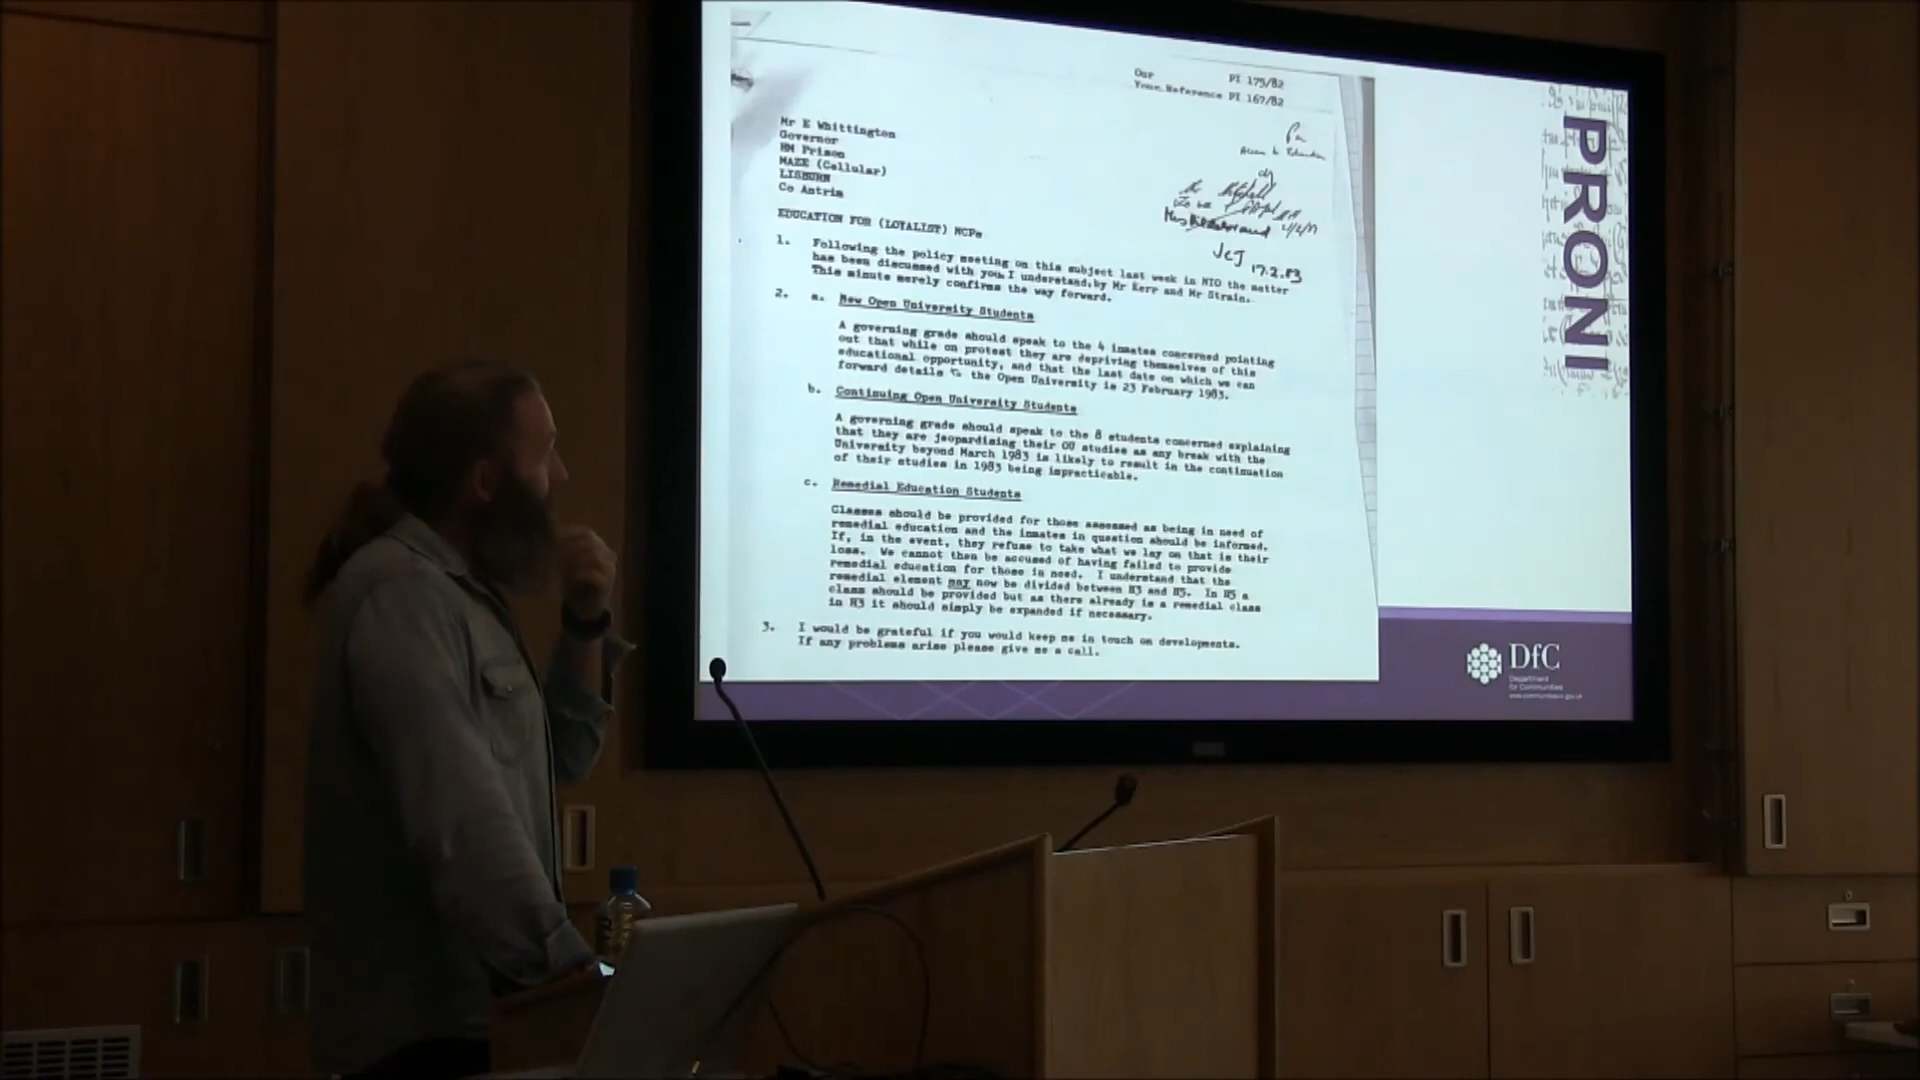 Our PI 175/82
Your Reference PI 167/82
Mr E Whittington
Governor
HM Prison
MAZE (Cellular)
LISBURN
Co Antrim
JCJ 17.2.83
EDUCATION FOR (LOYALIST) NCPs
1. Following the policy meeting on this subject last week in NIO the matter
has been discussed with you, I understand, by Mr Kerr and Mr Strain.
This minute merely confirms the way forward.
2. a. New Open University Students
A governing grade should speak to the 4 inmates concerned pointing
out that while on protest they are depriving themselves of this
educational opportunity, and that the last date on which we can
forward details to the Open University is 23 February 1983.
b. Continuing Open University Students
A governing grade should speak to the 8 students concerned explaining
that they are jeopardising their OU studies as any break with the
University beyond March 1983 is likely to result in the continuation
of their studies in 1983 being impracticable.
c. Remedial Education Students
Classes should be provided for those assessed as being in need of
remedial education and the inmates in question should be informed.
If, in the event, they refuse to take what we lay on that is their
loss. We cannot then be accused of having failed to provide
remedial education for those in need. I understand that the
remedial element may now be divided between H3 and H5. In H5 a
class should be provided but as there already is a remedial class
in H3 it should simply be expanded if necessary.
3. I would be grateful if you would keep me in touch on developments.
If any problems arise please give me a call.
PRONI
DfC
Department
for Communities
www.communities-ni.gov.uk